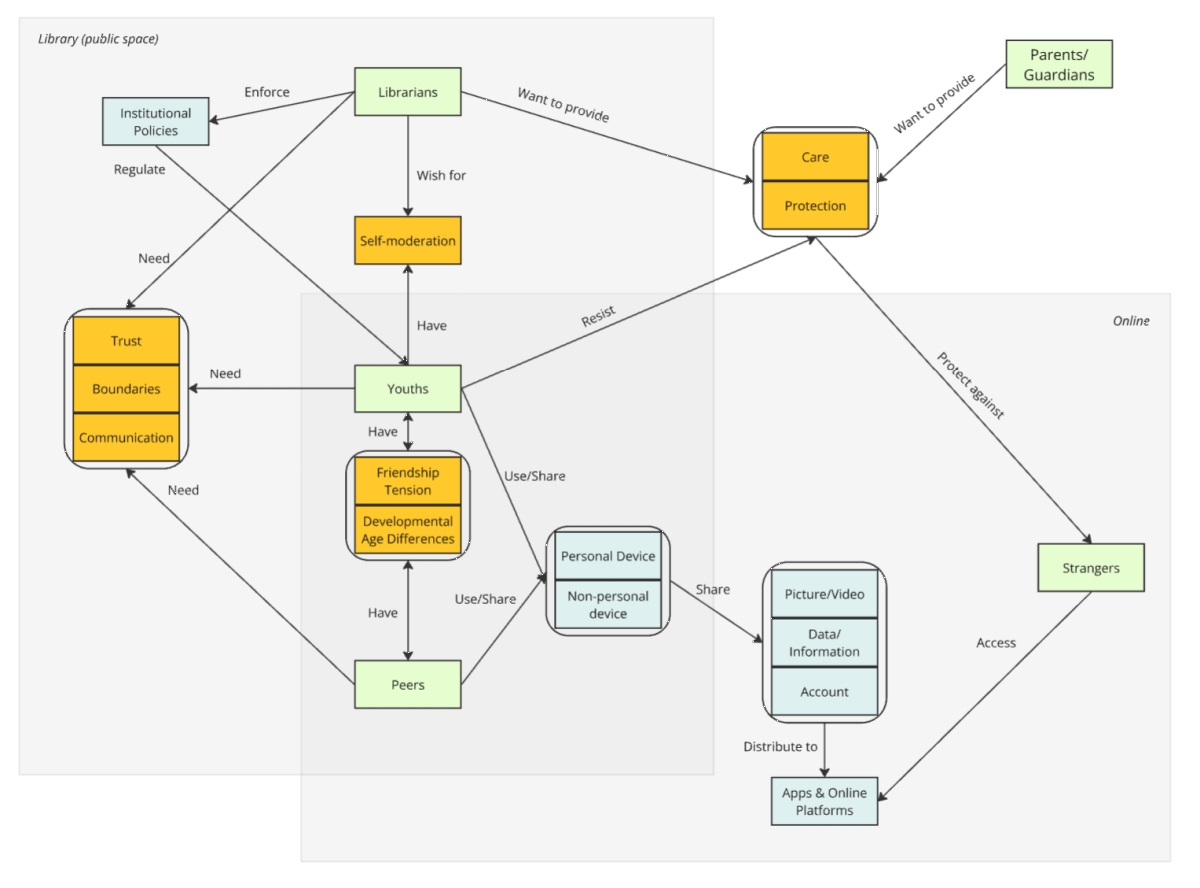 Library (public space)
Parents/
Guardians
Librarians
Enforce
Want to provide
Want to provide
Institutional
Policies
Care
Regulate
Wish for
Protection
Self-moderation
Need
Resist
Online
Have
Trust
Need
Youths
Boundaries
Protect against
Have
Communication
Friendship
Tension
Use/Share
Need
Developmental
Age Differences
Personal Device
Strangers
Share
Picture/Video
Use/Share
Non-personal
device
Have
Data/
Information
Access
Peers
Account
Distribute to
Apps & Online
Platforms